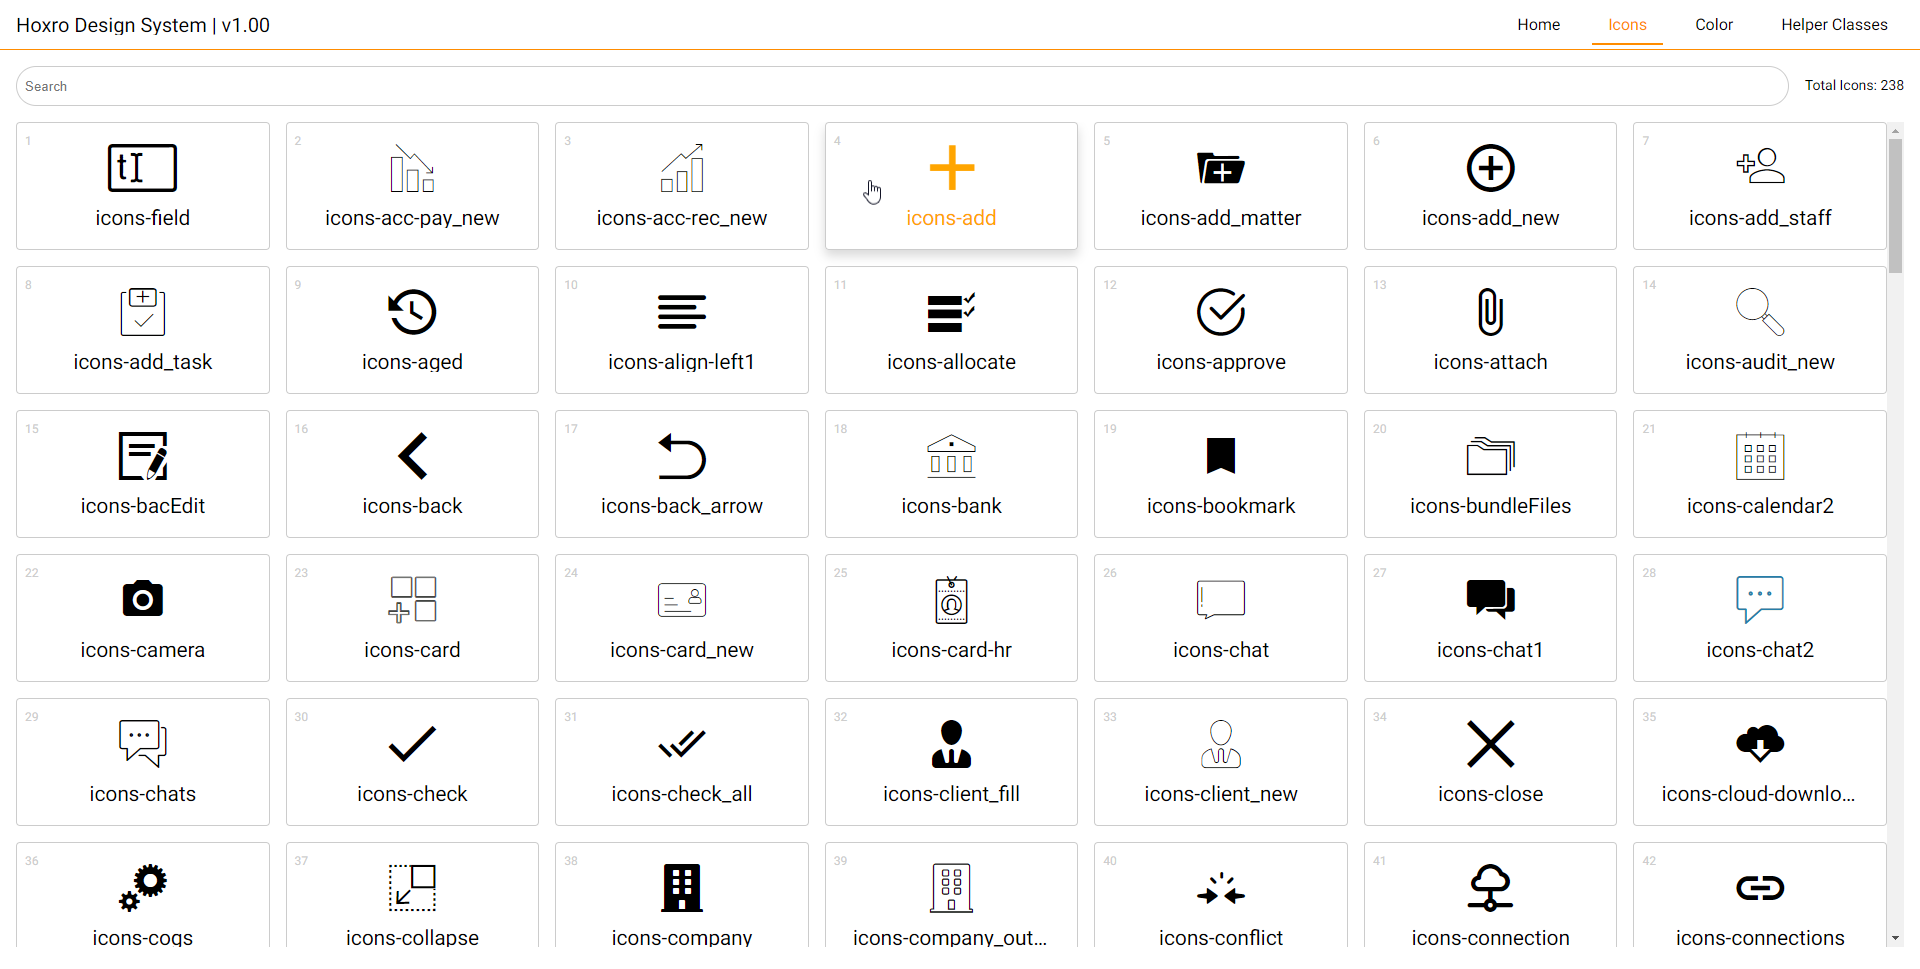 Hoxro Design System | v1.00
Home Icons Color Helper Classes
Search
Total Icons: 238
1 2 3 4 5 6 7
t
icons-field icons-acc-pay_new icons-acc-rec_new icons-add icons-add_matter icons-add_new icons-add_staff
8 9 10 11 12 13 14
icons-add_task icons-aged icons-align-left1 icons-allocate icons-approve icons-attach icons-audit_new
15 16 17 18 19 20 21
icons-bacEdit icons-back icons-back_arrow icons-bank icons-bookmark icons-bundleFiles icons-calendar2
22 23 24 25 26 27 28
icons-camera icons-card icons-card_new icons-card-hr icons-chat icons-chat1 icons-chat2
29 30 31 32 33 34 35
icons-chats icons-check icons-check_all icons-client_fill icons-client_new icons-close icons-cloud-downlo...
36 37 38 39 40 41 42
icons-cogs icons-collapse icons-company icons-company_out... icons-conflict icons-connection icons-connections